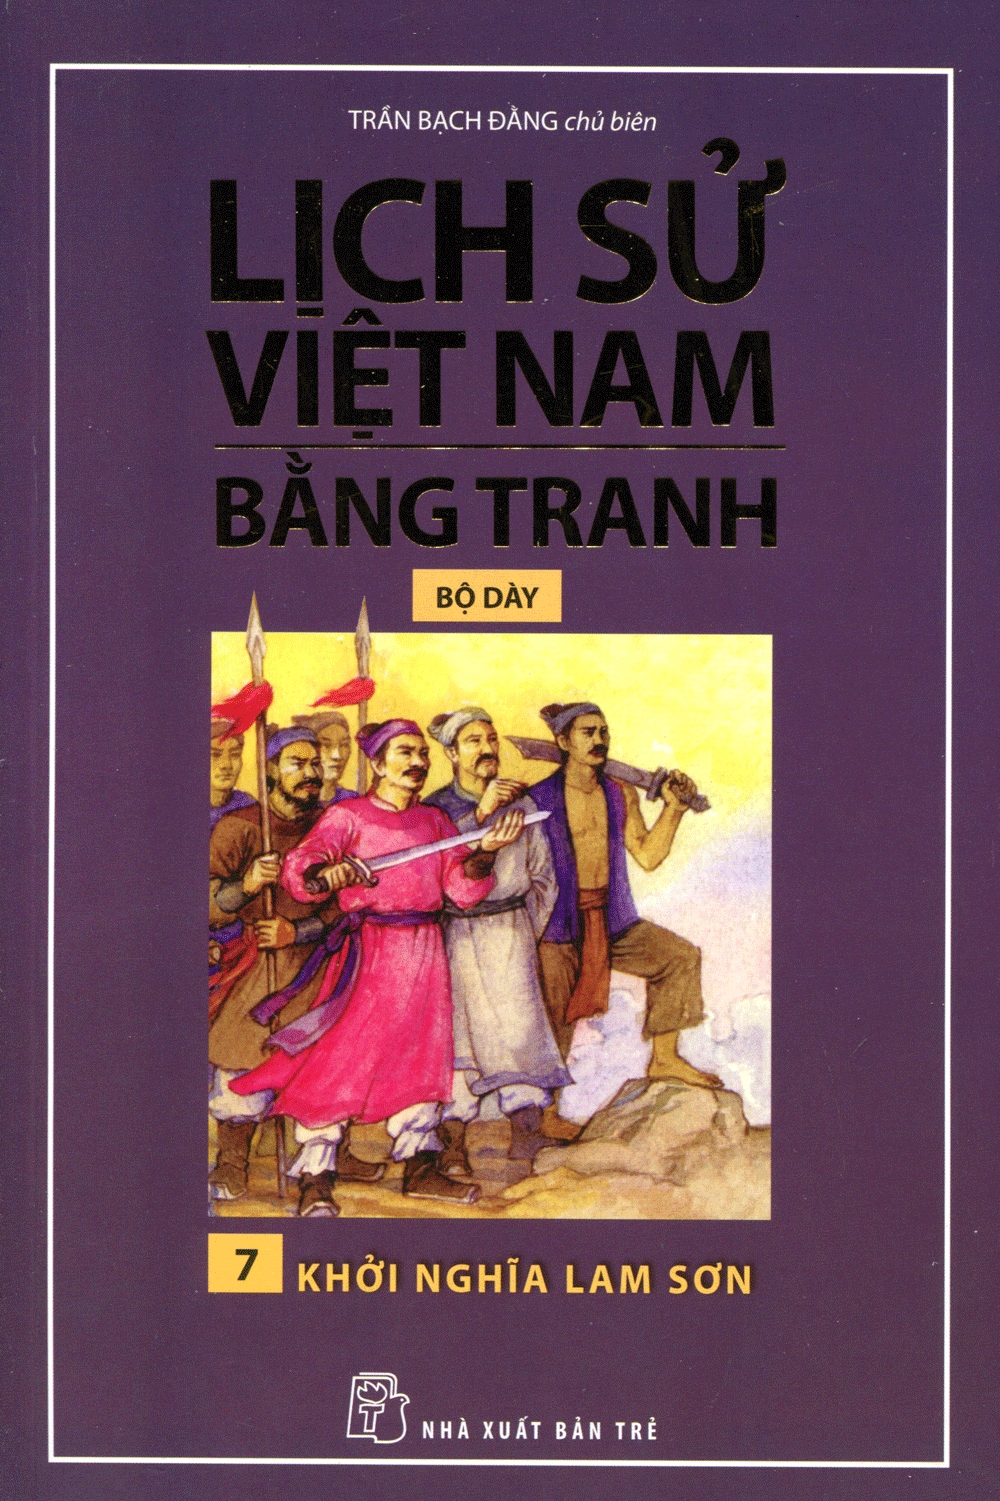 TRẦN BẠCH ĐẰNG chủ biên
LỊCH SỬ
VIỆT NAM
BẰNG TRANH
BỘ DÀY
7 KHỞI NGHĨA LAM SƠN
T
NHÀ XUẤT BẢN TRẺ